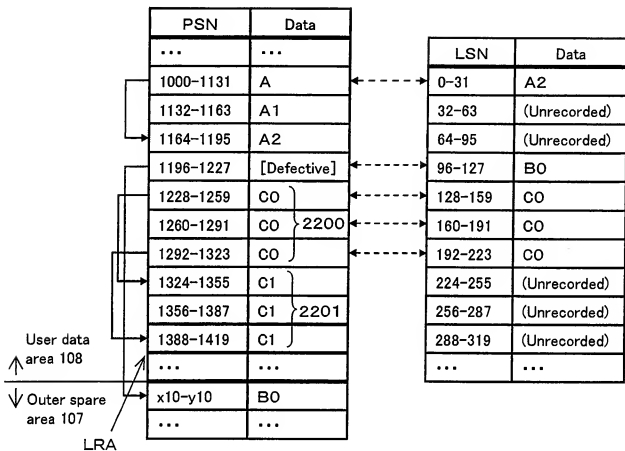 PSN Data
... ...
1000-1131 A
1132-1163 A1
1164-1195 A2
1196-1227 [Defective]
1228-1259 C0
1260-1291 C0
1292-1323 C0
2200
1324-1355 C1
1356-1387 C1
1388-1419 C1
2201
... ...
x10-y10 B0
... ...
User data
area 108
Outer spare
area 107
LRA
LSN Data
0-31 A2
32-63 (Unrecorded)
64-95 (Unrecorded)
96-127 B0
128-159 C0
160-191 C0
192-223 C0
224-255 (Unrecorded)
256-287 (Unrecorded)
288-319 (Unrecorded)
... ...